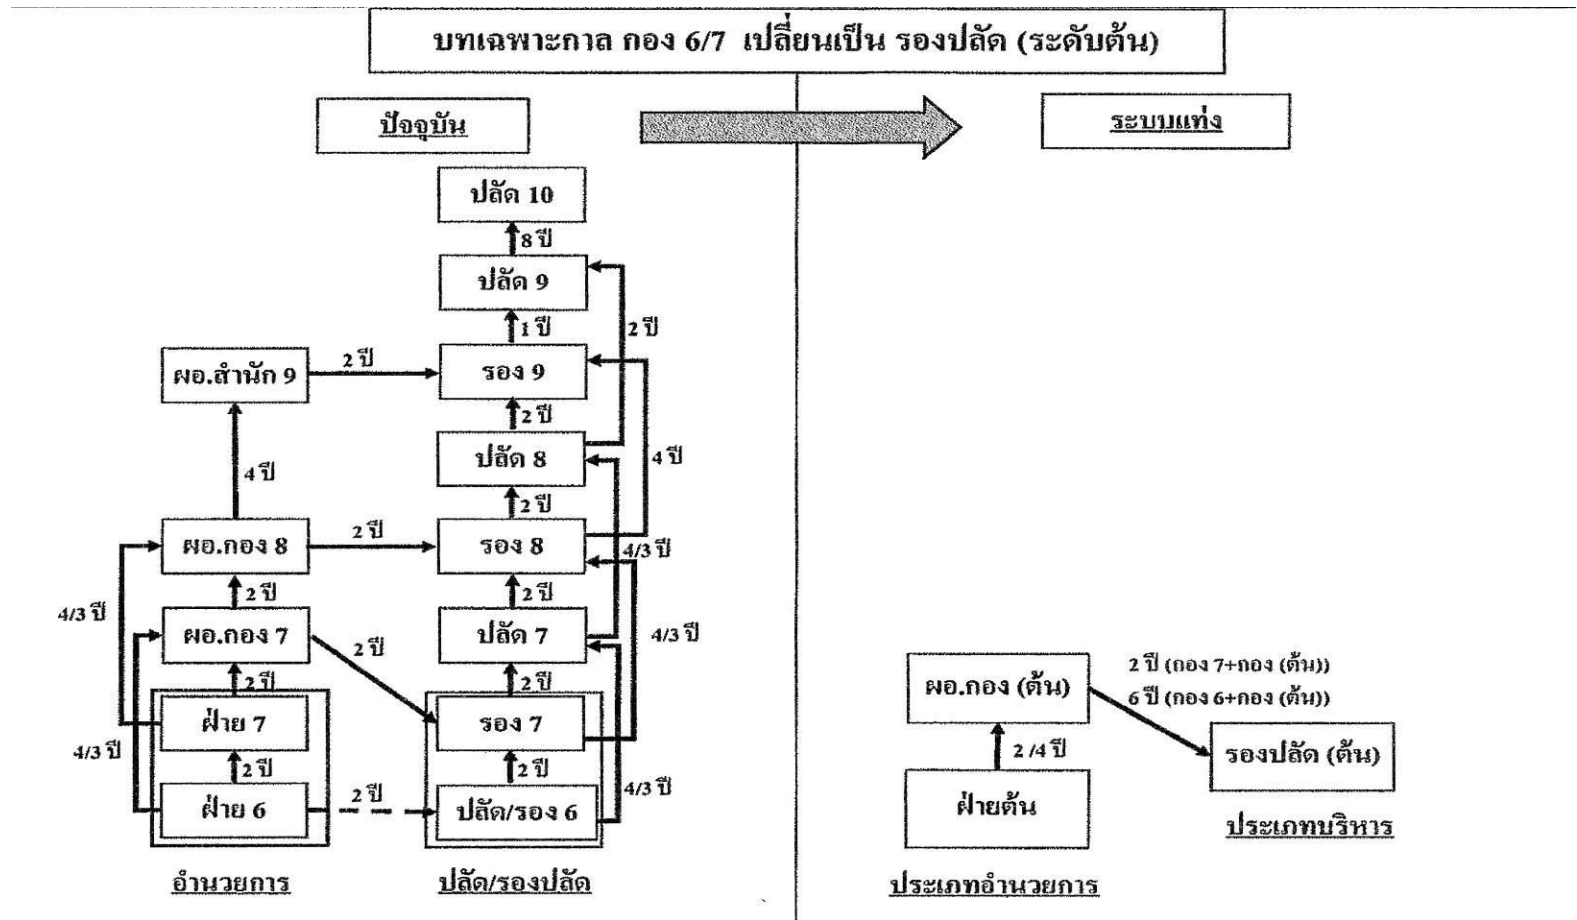 บทเฉพาะกาล กอง 6/7 เปลี่ยนเป็น รองปลัด (ระดับต้น)
ปัจจุบัน
ระบบแท่ง
ปลัด 10
8 ปี
ปลัด 9
1 ปี
2 ปี
ผอ.สำนัก 9
2 ปี
รอง 9
2 ปี
4 ปี
ปลัด 8
4 ปี
2 ปี
ผอ.กอง 8
2 ปี
รอง 8
4/3 ปี
4/3 ปี
2 ปี
2 ปี
ผอ.กอง 7
2 ปี
ปลัด 7
4/3 ปี
2 ปี
2 ปี
ฝ่าย 7
รอง 7
4/3 ปี
2 ปี
2 ปี
4/3 ปี
ฝ่าย 6
2 ปี
ปลัด/รอง 6
อำนวยการ
ปลัด/รองปลัด
ผอ.กอง (ต้น)
2 ปี (กอง 7+กอง (ต้น))
6 ปี (กอง 6+กอง (ต้น))
2 /4 ปี
รองปลัด (ต้น)
ฝ่ายต้น
ประเภทบริหาร
ประเภทอำนวยการ